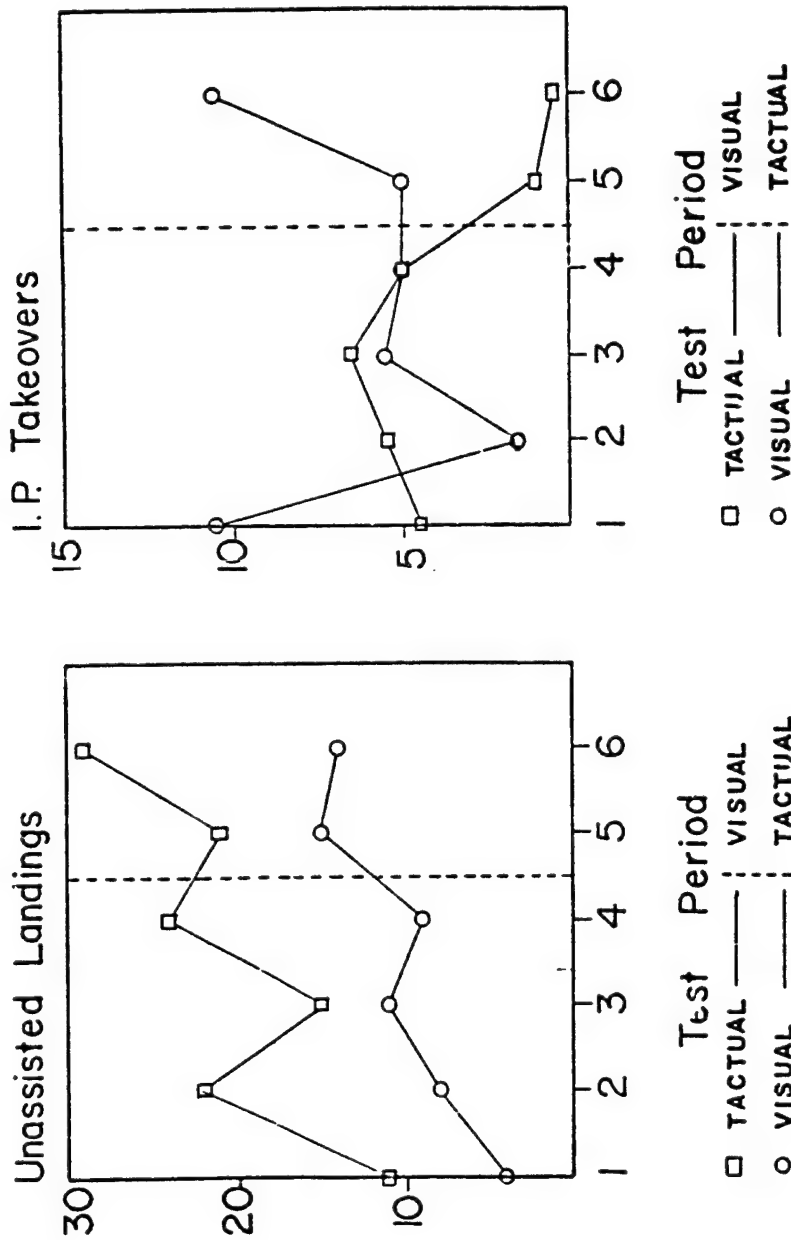 Unassisted Landings
30
20
10
1 2 3 4 5 6
Test Period
TACTUAL VISUAL
VISUAL TACTUAL
I.P. Takeovers
15
10
5
1 2 3 4 5 6
Test Period
TACTUAL VISUAL
VISUAL TACTUAL